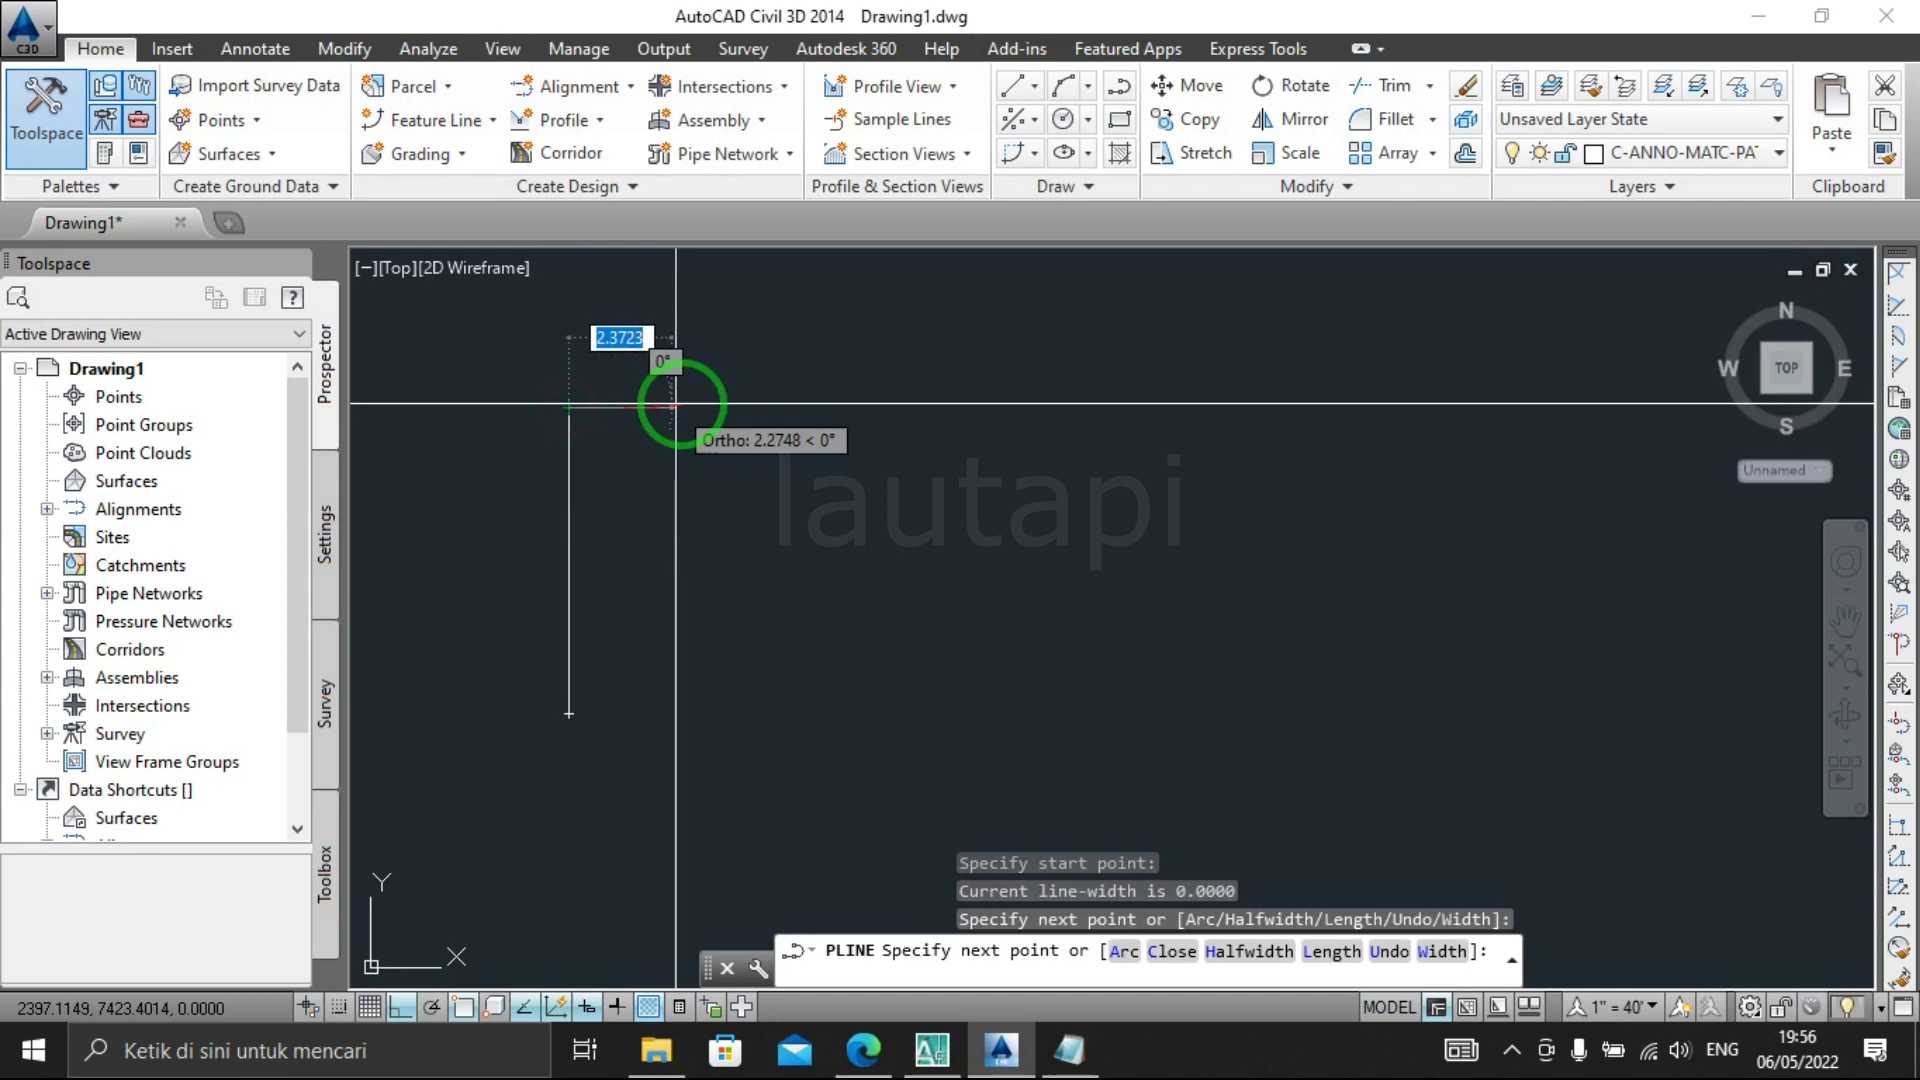 AutoCAD Civil 3D 2014 Drawing1.dwg
C3D
Home Insert Annotate Modify Analyze View Manage Output Survey Autodesk 360 Help Add-ins Featured Apps Express Tools
Toolspace
Import Survey Data
Points
Surfaces
Parcel
Feature Line
Grading
Alignment
Profile
Corridor
Intersections
Assembly
Pipe Network
Profile View
Sample Lines
Section Views
Move
Copy
Stretch
Rotate
Mirror
Scale
Trim
Fillet
Array
Unsaved Layer State
C-ANNO-MATC-PAT
Paste
Palettes Create Ground Data Create Design Profile & Section Views Draw Modify Layers Clipboard
Drawing1*
Toolspace
Active Drawing View
Drawing1
Points
Point Groups
Point Clouds
Surfaces
Alignments
Sites
Catchments
Pipe Networks
Pressure Networks
Corridors
Assemblies
Intersections
Survey
View Frame Groups
Data Shortcuts []
Surfaces
Prospector
Settings
Survey
Toolbox
[−][Top][2D Wireframe]
2.3723
0°
Ortho: 2.2748 < 0°
lautapi
N
W TOP E
S
Unnamed
Y
X
Specify start point:
Current line-width is 0.0000
Specify next point or [Arc/Halfwidth/Length/Undo/Width]:
PLINE Specify next point or [Arc Close Halfwidth Length Undo Width]:
2397.1149, 7423.4014, 0.0000
MODEL
1" = 40'
Ketik di sini untuk mencari
ENG
19:56
06/05/2022